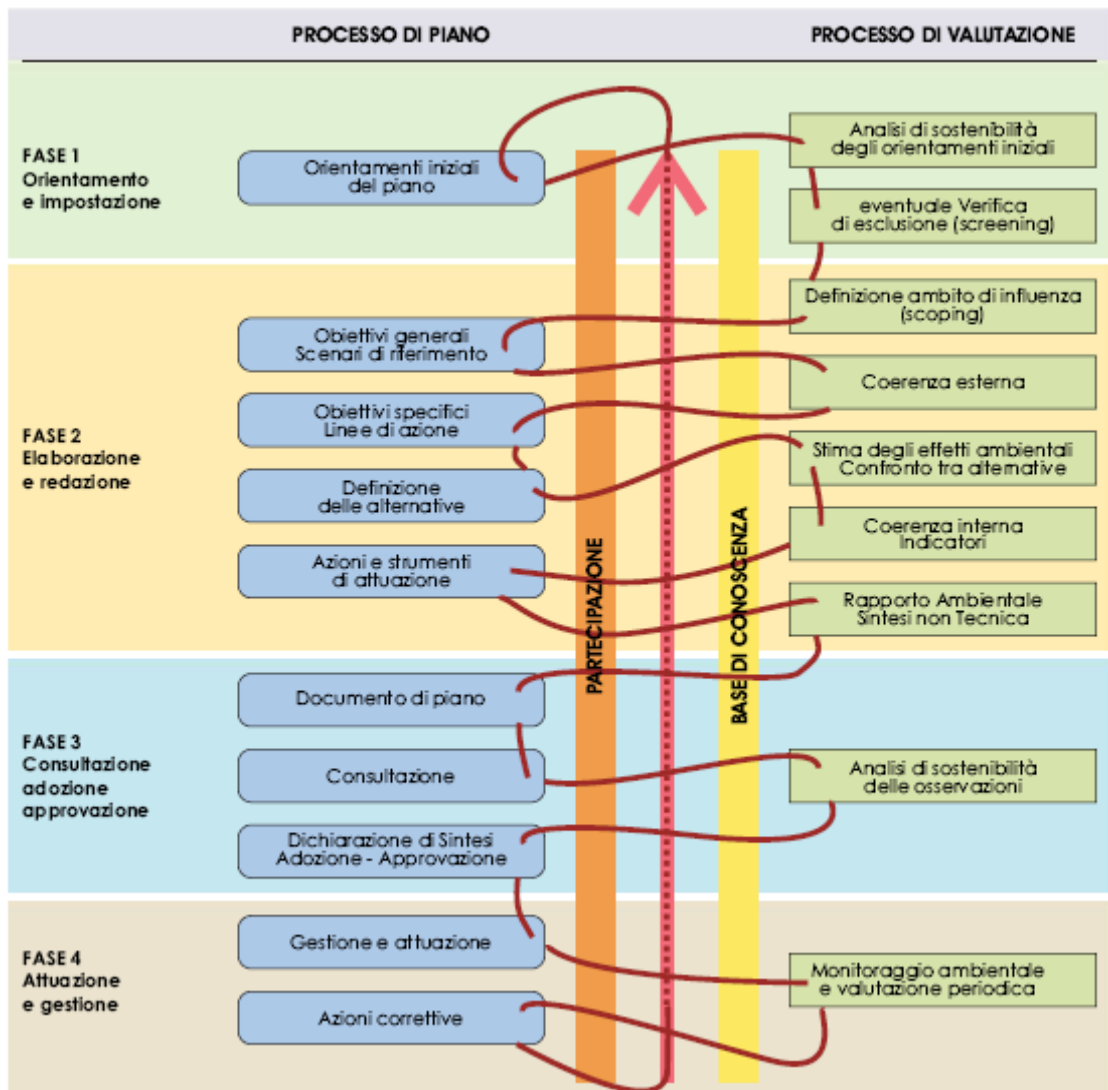 PROCESSO DI PIANO
PROCESSO DI VALUTAZIONE
FASE 1
Orientamento
e impostazione
Orientamenti iniziali
del piano
Analisi di sostenibilità
degli orientamenti iniziali
eventuale Verifica
di esclusione (screening)
FASE 2
Elaborazione
e redazione
Obiettivi generali
Scenari di riferimento
Obiettivi specifici
Linee di azione
Definizione
delle alternative
Azioni e strumenti
di attuazione
Definizione ambito di influenza
(scoping)
Coerenza esterna
Stima degli effetti ambientali
Confronto tra alternative
Coerenza interna
Indicatori
Rapporto Ambientale
Sintesi non Tecnica
PARTECIPAZIONE
BASE DI CONOSCENZA
FASE 3
Consultazione
adozione
approvazione
Documento di piano
Consultazione
Dichiarazione di Sintesi
Adozione - Approvazione
Analisi di sostenibilità
delle osservazioni
FASE 4
Attuazione
e gestione
Gestione e attuazione
Azioni correttive
Monitoraggio ambientale
e valutazione periodica